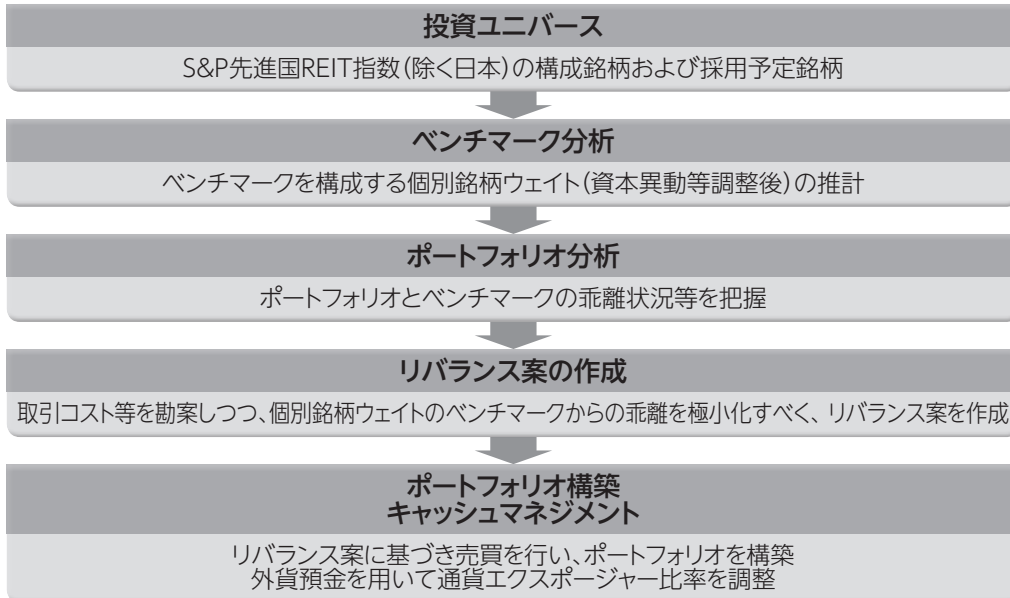 投資ユニバース
S&P先進国REIT指数(除く日本)の構成銘柄および採用予定銘柄
ベンチマーク分析
ベンチマークを構成する個別銘柄ウェイト(資本異動等調整後)の推計
ポートフォリオ分析
ポートフォリオとベンチマークの乖離状況等を把握
リバランス案の作成
取引コスト等を勘案しつつ、個別銘柄ウェイトのベンチマークからの乖離を極小化すべく、リバランス案を作成
ポートフォリオ構築
キャッシュマネジメント
リバランス案に基づき売買を行い、ポートフォリオを構築
外貨預金を用いて通貨エクスポージャー比率を調整